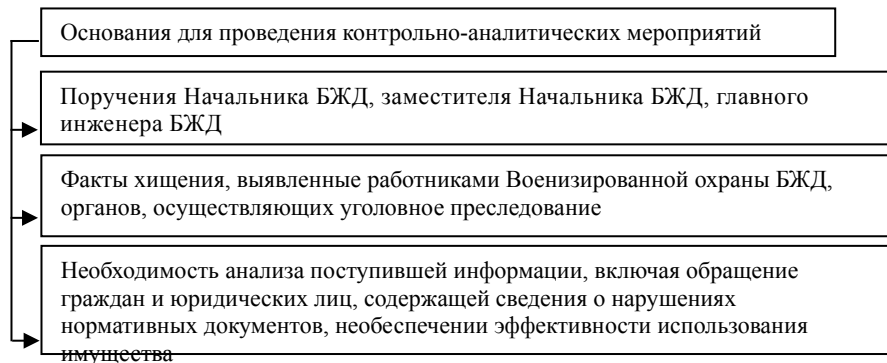 Основания для проведения контрольно-аналитических мероприятий
Поручения Начальника БЖД, заместителя Начальника БЖД, главного
инженера БЖД
Факты хищения, выявленные работниками Военизированной охраны БЖД,
органов, осуществляющих уголовное преследование
Необходимость анализа поступившей информации, включая обращение
граждан и юридических лиц, содержащей сведения о нарушениях
нормативных документов, необеспечении эффективности использования
имущества